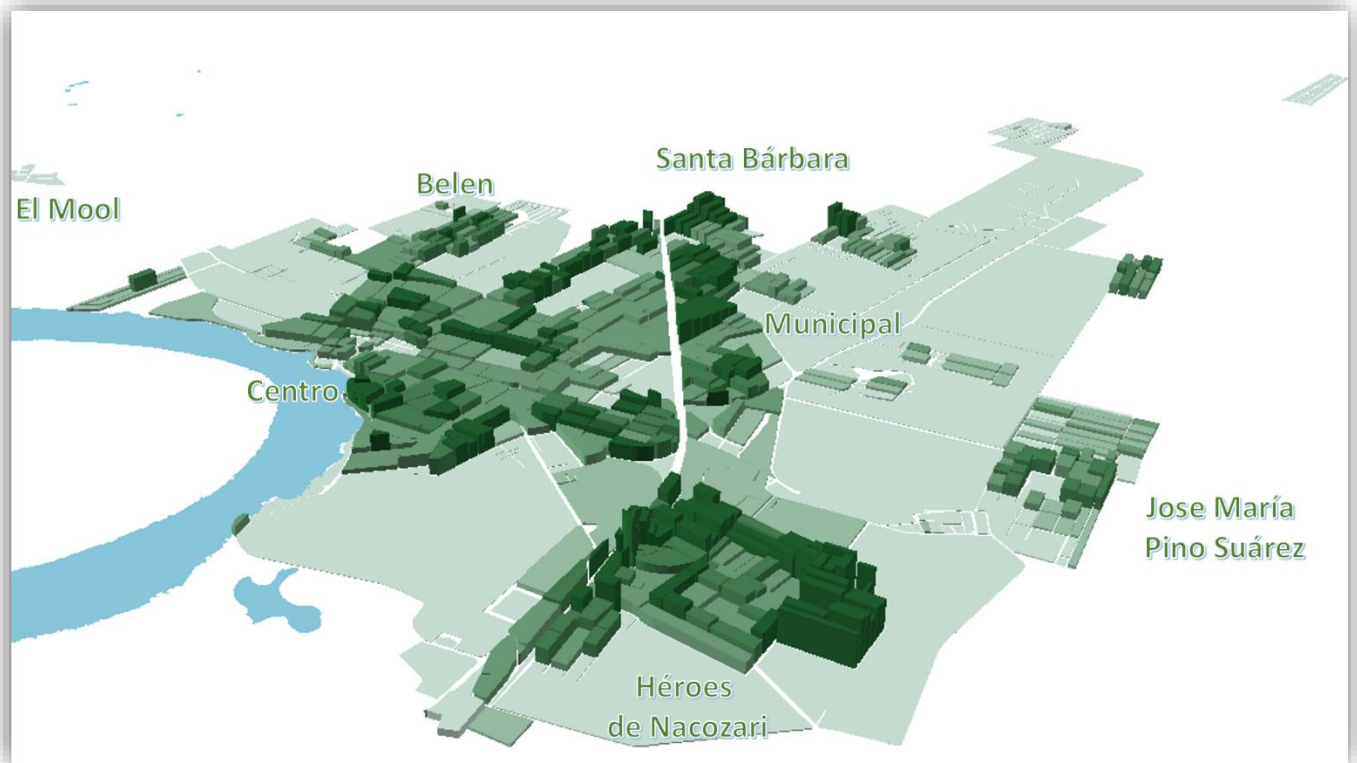 Santa Bárbara
Belen
El Mool
Municipal
Centro
Jose María
Pino Suárez
Héroes
de Nacozari